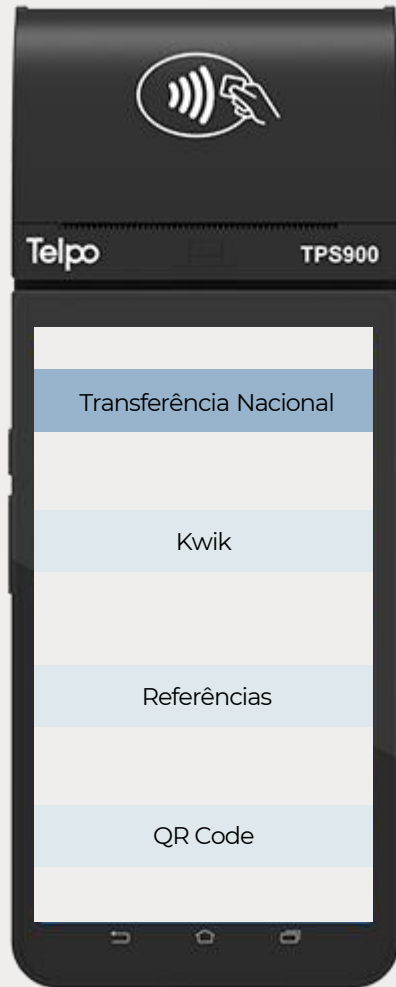 Telpo
TPS900
Transferência Nacional
Kwik
Referências
QR Code